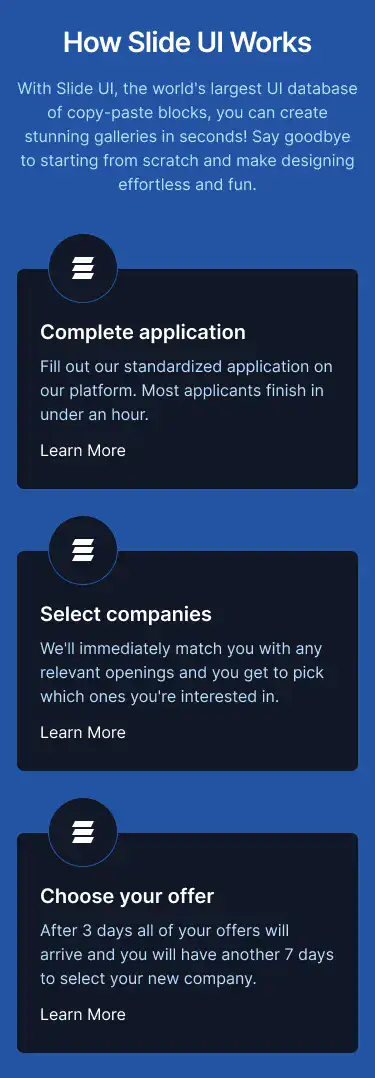 How Slide UI Works
With Slide UI, the world's largest UI database
of copy-paste blocks, you can create
stunning galleries in seconds! Say goodbye
to starting from scratch and make designing
effortless and fun.
Complete application
Fill out our standardized application on
our platform. Most applicants finish in
under an hour.
Learn More
Select companies
We'll immediately match you with any
relevant openings and you get to pick
which ones you're interested in.
Learn More
Choose your offer
After 3 days all of your offers will
arrive and you will have another 7 days
to select your new company.
Learn More